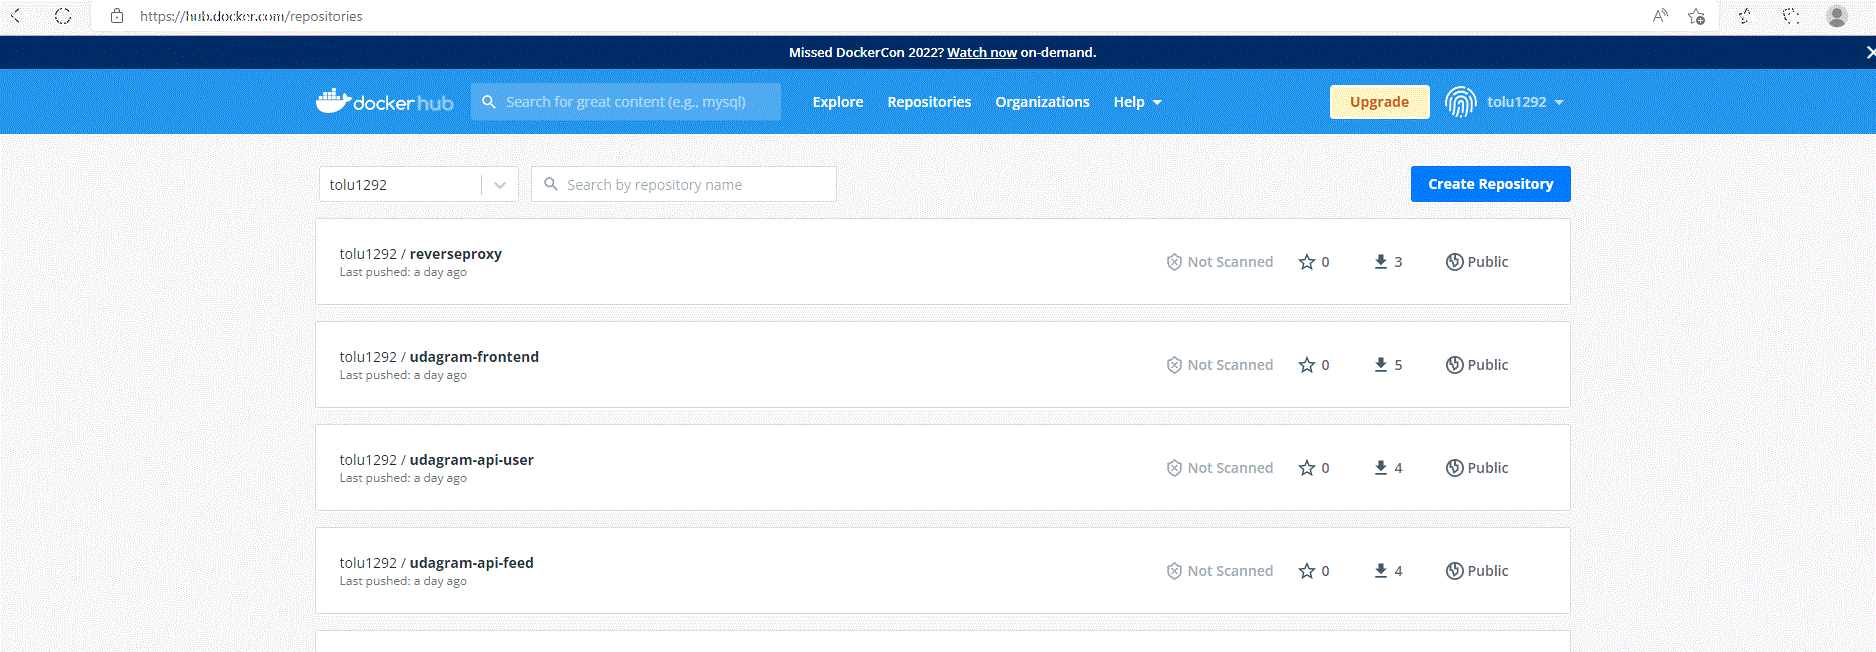 https://hub.docker.com/repositories
Missed DockerCon 2022? Watch now on-demand.
docker hub
Search for great content (e.g., mysql)
Explore
Repositories
Organizations
Help
Upgrade
tolu1292
tolu1292
Search by repository name
Create Repository
tolu1292 / reverseproxy
Last pushed: a day ago
Not Scanned
0
3
Public
tolu1292 / udagram-frontend
Last pushed: a day ago
Not Scanned
0
5
Public
tolu1292 / udagram-api-user
Last pushed: a day ago
Not Scanned
0
4
Public
tolu1292 / udagram-api-feed
Last pushed: a day ago
Not Scanned
0
4
Public